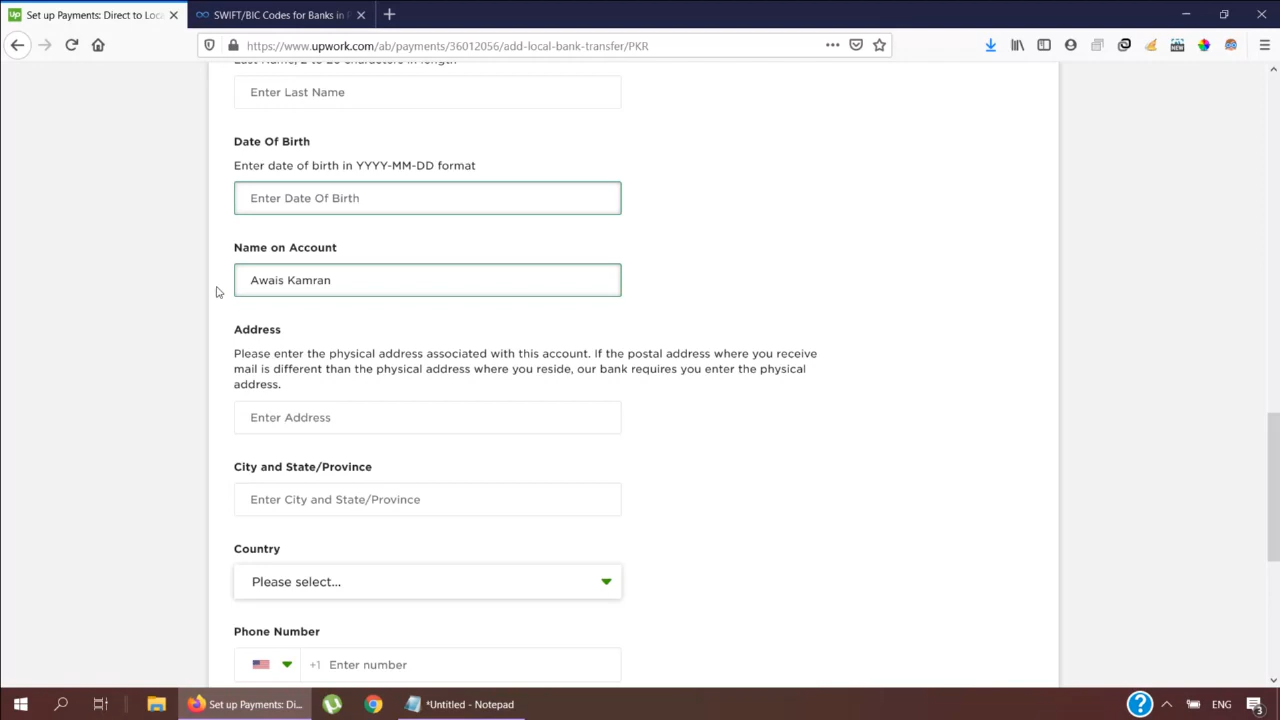 Set up Payments: Direct to Loc
SWIFT/BIC Codes for Banks in P
https://www.upwork.com/ab/payments/36012056/add-local-bank-transfer/PKR
Last Name, 2 to 20 characters in length
Enter Last Name
Date Of Birth
Enter date of birth in YYYY-MM-DD format
Enter Date Of Birth
Name on Account
Awais Kamran
Address
Please enter the physical address associated with this account. If the postal address where you receive
mail is different than the physical address where you reside, our bank requires you enter the physical
address.
Enter Address
City and State/Province
Enter City and State/Province
Country
Please select...
Phone Number
+1 Enter number
Set up Payments: Di...
*Untitled - Notepad
ENG
3